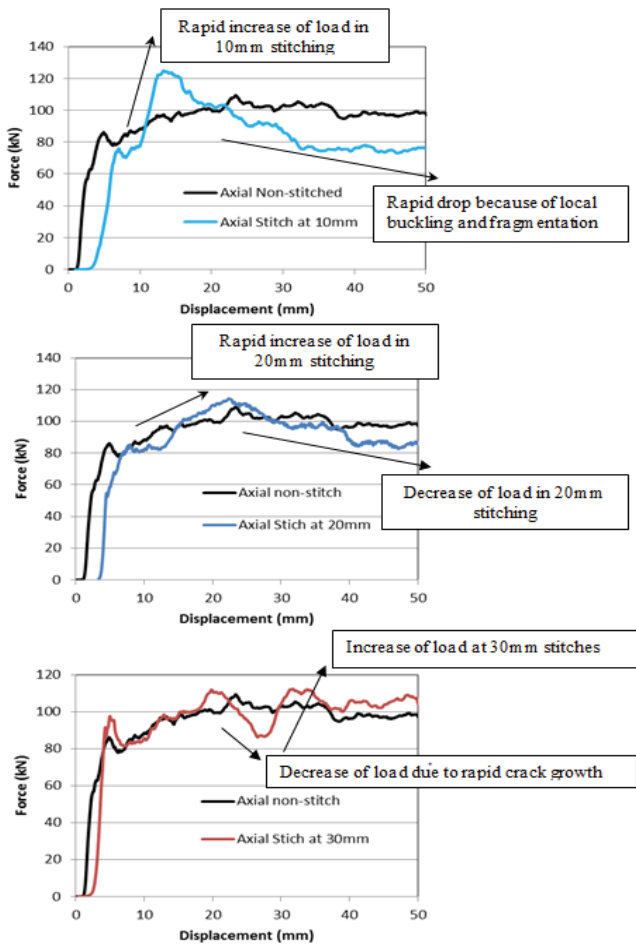 Rapid increase of load in
10mm stitching
140
120
100
80
60
40
20
0
Force (kN)
Axial Non-stitched
Axial Stitch at 10mm
Rapid drop because of local
buckling and fragmentation
0 10 20 30 40 50
Displacement (mm)
Rapid increase of load in
20mm stitching
140
120
100
80
60
40
20
0
Force (kN)
Axial non-stitch
Axial Stich at 20mm
Decrease of load in 20mm
stitching
0 10 20 30 40 50
Displacement (mm)
Increase of load at 30mm stitches
120
100
80
60
40
20
0
Force (kN)
Decrease of load due to rapid crack growth
Axial non-stitch
Axial Stich at 30mm
0 10 20 30 40 50
Displacement (mm)